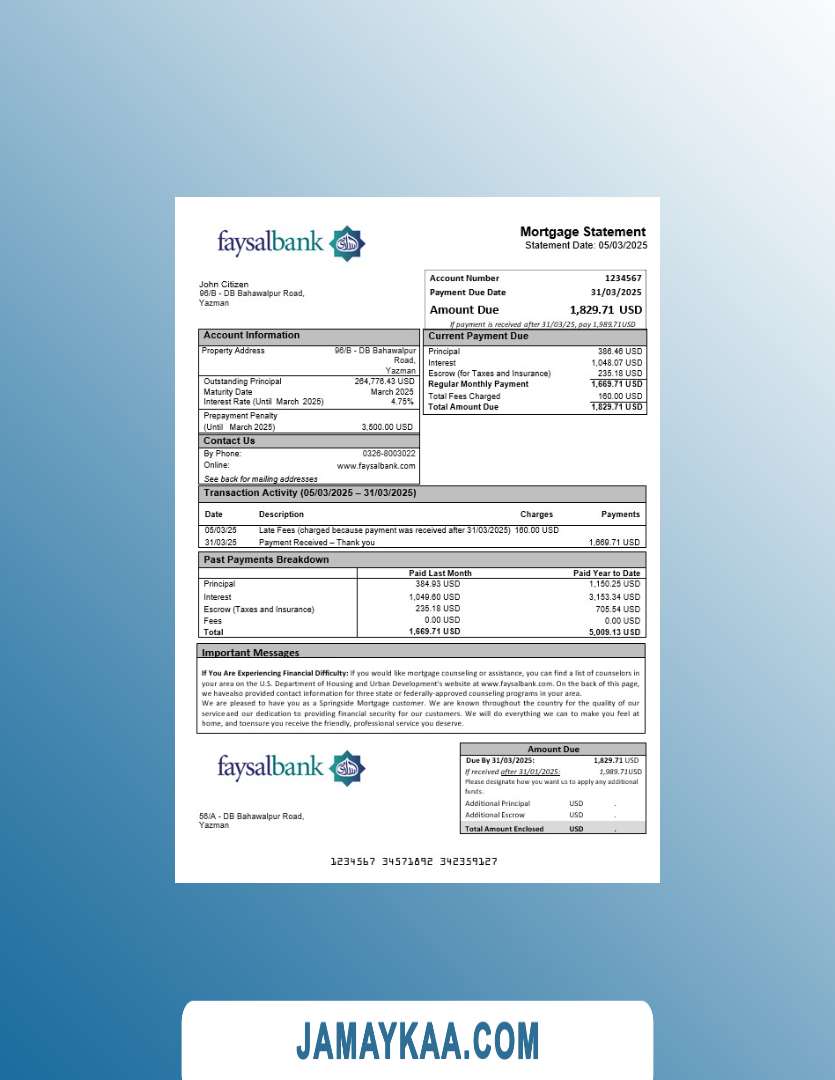 faysalbank
Mortgage Statement
Statement Date: 05/03/2025
John Citizen
96/B - DB Bahawalpur Road,
Yazman
Account Number 1234567
Payment Due Date 31/03/2025
Amount Due 1,829.71 USD
If payment is received after 31/03/25, pay 1,989.71USD
Account Information
Property Address 96/B - DB Bahawalpur
Road,
Yazman
Outstanding Principal 264,776.43 USD
Maturity Date March 2025
Interest Rate (Until March 2025) 4.75%
Prepayment Penalty
(Until March 2025) 3,500.00 USD
Contact Us
By Phone: 0326-8003022
Online: www.faysalbank.com
See back for mailing addresses
Current Payment Due
Principal 386.46 USD
Interest 1,048.07 USD
Escrow (for Taxes and Insurance) 235.18 USD
Regular Monthly Payment 1,669.71 USD
Total Fees Charged 160.00 USD
Total Amount Due 1,829.71 USD
Transaction Activity (05/03/2025 – 31/03/2025)
Date Description Charges Payments
05/03/25 Late Fees (charged because payment was received after 31/03/2025) 160.00 USD
31/03/25 Payment Received – Thank you 1,669.71 USD
Past Payments Breakdown
Paid Last Month Paid Year to Date
Principal 384.93 USD 1,150.25 USD
Interest 1,049.60 USD 3,153.34 USD
Escrow (Taxes and Insurance) 235.18 USD 705.54 USD
Fees 0.00 USD 0.00 USD
Total 1,669.71 USD 5,009.13 USD
Important Messages
If You Are Experiencing Financial Difficulty: If you would like mortgage counseling or assistance, you can find a list of counselors in
your area on the U.S. Department of Housing and Urban Development's website at www.faysalbank.com. On the back of this page,
we havealso provided contact information for three state or federally-approved counseling programs in your area.
We are pleased to have you as a Springside Mortgage customer. We are known throughout the country for the quality of our
serviceand our dedication to providing financial security for our customers. We will do everything we can to make you feel at
home, and toensure you receive the friendly, professional service you deserve.
faysalbank
56/A - DB Bahawalpur Road,
Yazman
Amount Due
Due By 31/03/2025: 1,829.71 USD
If received after 31/01/2025: 1,989.71USD
Please designate how you want us to apply any additional
funds.
Additional Principal USD .
Additional Escrow USD .
Total Amount Enclosed USD .
1234567 34571892 342359127
JAMAYKAA.COM